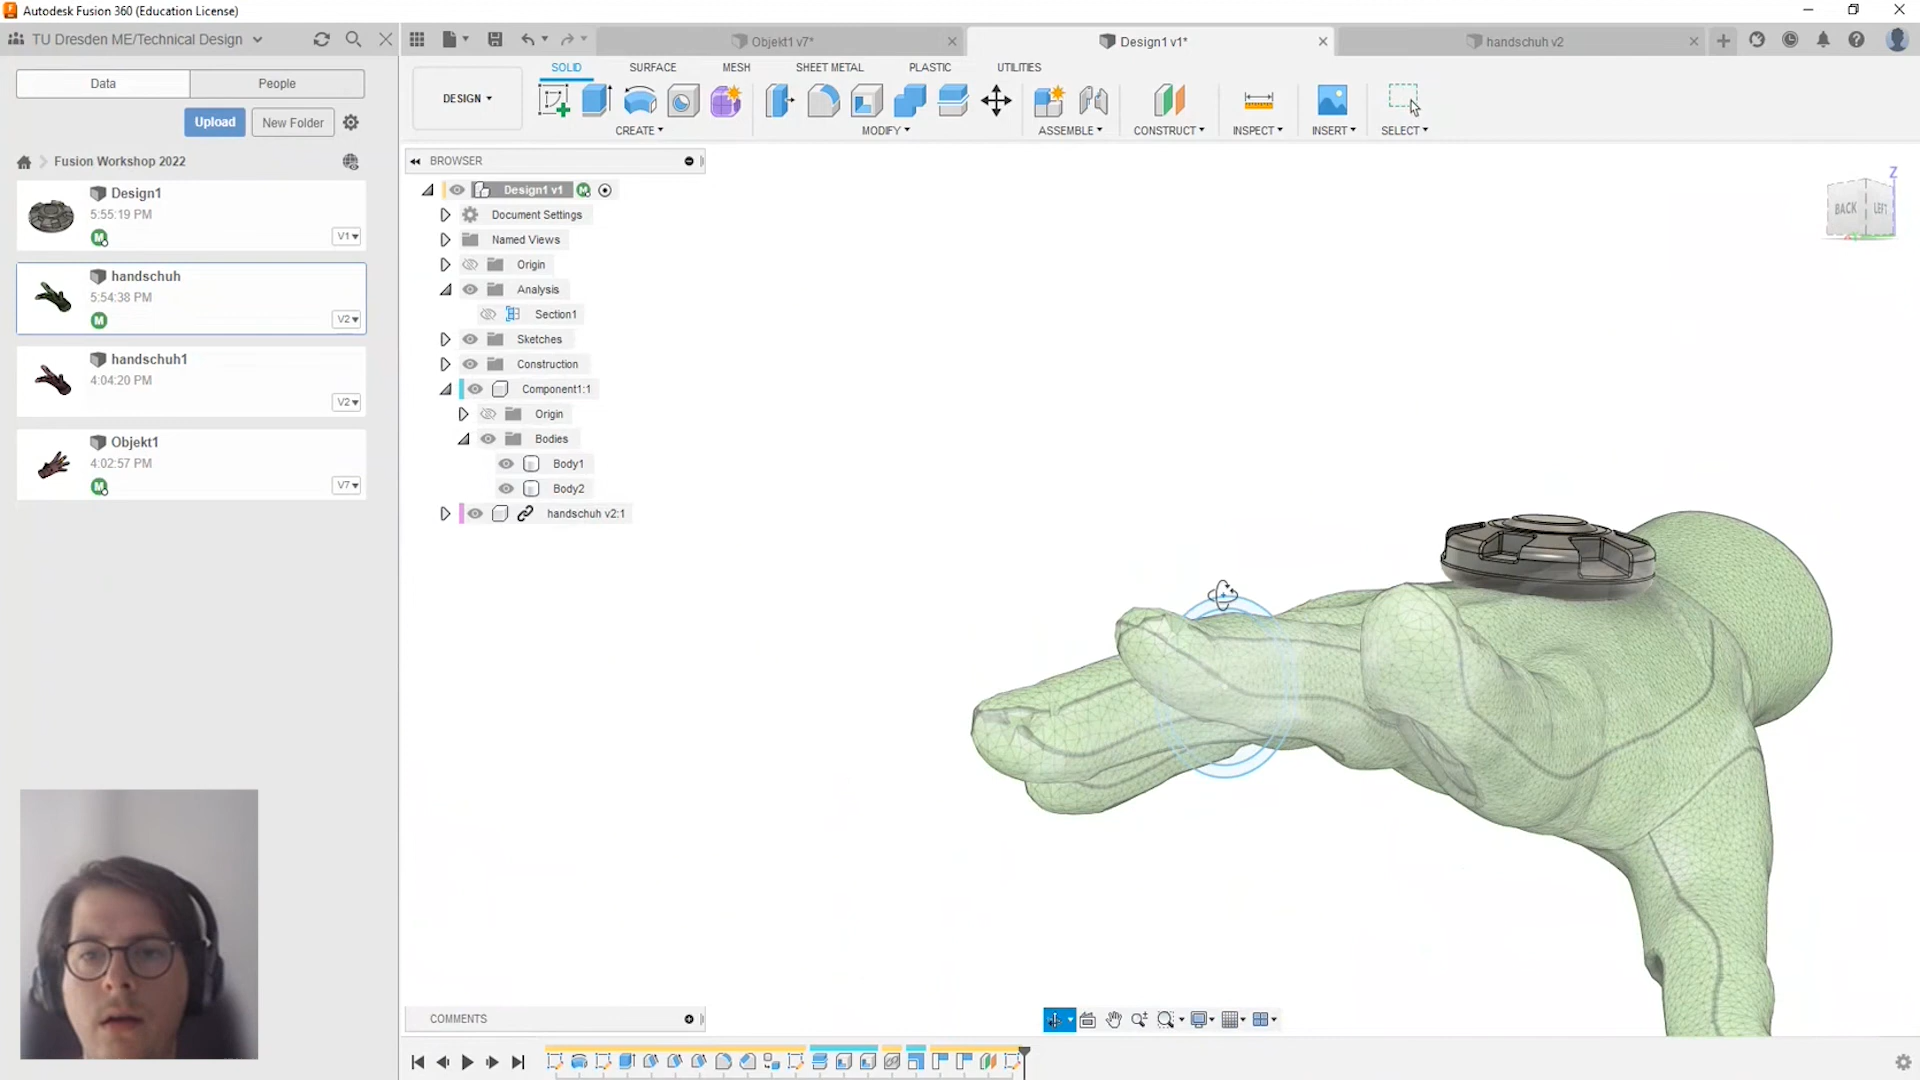 Autodesk Fusion 360 (Education License)
TU Dresden ME/Technical Design
Objekt1 v7*
Design1 v1*
handschuh v2
Data
People
Upload
New Folder
Fusion Workshop 2022
Design1
5:55:19 PM
M
V1
handschuh
5:54:38 PM
M
V2
handschuh1
4:04:20 PM
V2
Objekt1
4:02:57 PM
M
V7
DESIGN
SOLID
SURFACE
MESH
SHEET METAL
PLASTIC
UTILITIES
CREATE
MODIFY
ASSEMBLE
CONSTRUCT
INSPECT
INSERT
SELECT
BROWSER
Design1 v1
M
Document Settings
Named Views
Origin
Analysis
Section1
Sketches
Construction
Component1:1
Origin
Bodies
Body1
Body2
handschuh v2:1
Z
BACK
LEFT
COMMENTS